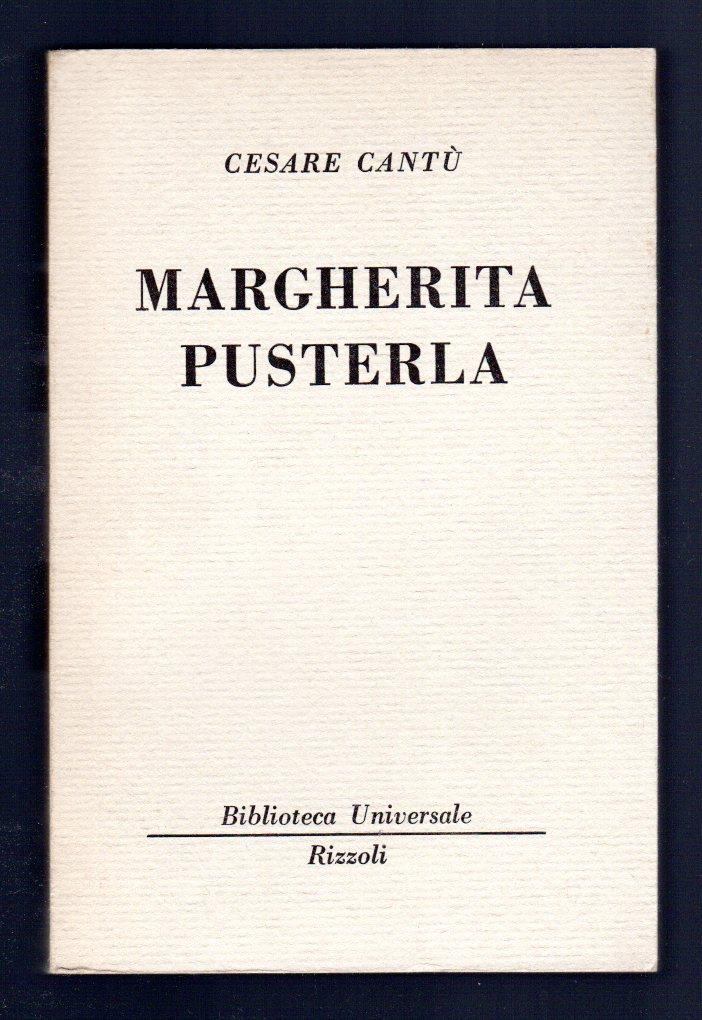 CESARE CANTÙ
MARGHERITA
PUSTERLA
Biblioteca Universale
Rizzoli